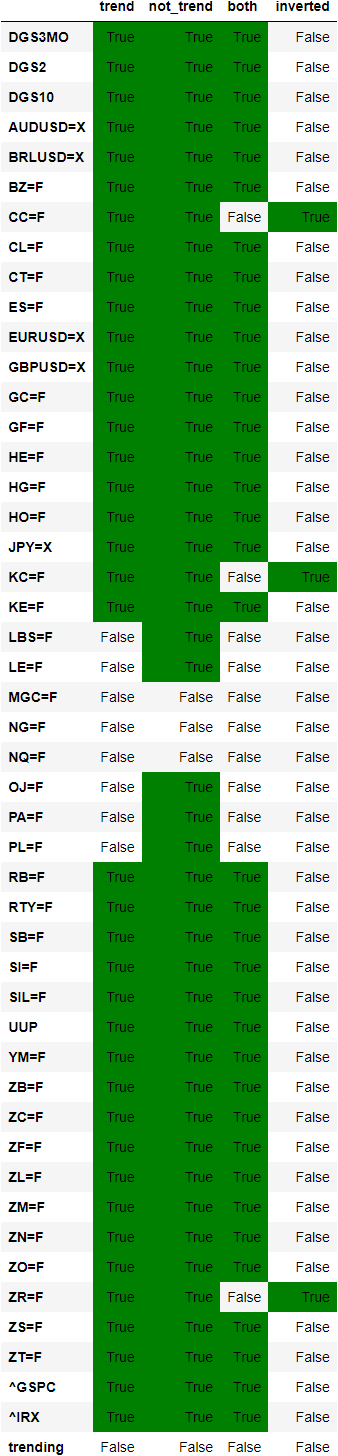 trend not_trend both inverted
DGS3MO True True True False
DGS2 True True True False
DGS10 True True True False
AUDUSD=X True True True False
BRLUSD=X True True True False
BZ=F True True True False
CC=F True True False True
CL=F True True True False
CT=F True True True False
ES=F True True True False
EURUSD=X True True True False
GBPUSD=X True True True False
GC=F True True True False
GF=F True True True False
HE=F True True True False
HG=F True True True False
HO=F True True True False
JPY=X True True True False
KC=F True True False True
KE=F True True True False
LBS=F False True False False
LE=F False True False False
MGC=F False False False False
NG=F False False False False
NQ=F False False False False
OJ=F False True False False
PA=F False True False False
PL=F False True False False
RB=F True True True False
RTY=F True True True False
SB=F True True True False
SI=F True True True False
SIL=F True True True False
UUP True True True False
YM=F True True True False
ZB=F True True True False
ZC=F True True True False
ZF=F True True True False
ZL=F True True True False
ZM=F True True True False
ZN=F True True True False
ZO=F True True True False
ZR=F True True False True
ZS=F True True True False
ZT=F True True True False
^GSPC True True True False
^IRX True True True False
trending False False False False